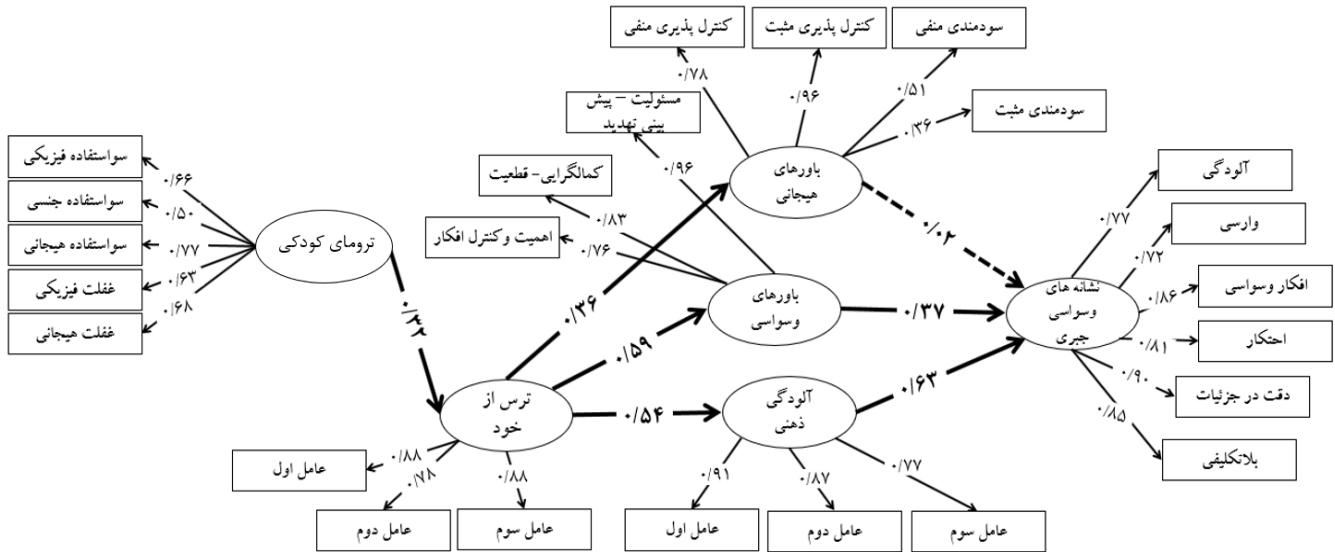 کنترل پذیری منفی
کنترل پذیری مثبت
سودمندی منفی
۰/۷۸
۰/۹۶
۰/۵۱
مسئولیت – پیش
بینی تهدید
سودمندی مثبت
۰/۳۶
سواستفاده فیزیکی
سواستفاده جنسی
سواستفاده هیجانی
غفلت فیزیکی
غفلت هیجانی
۰/۶۶
۰/۵۰
۰/۷۷
۰/۶۳
۰/۶۸
ترومای کودکی
کمالگرایی- قطعیت
اهمیت وکنترل افکار
۰/۹۶
۰/۸۳
۰/۷۶
باورهای
هیجانی
۰/۰۲
آلودگی
وارسی
افکار وسواسی
احتکار
دقت در جزئیات
بلاتکلیفی
۰/۷۷
۰/۷۲
۰/۸۶
۰/۸۱
۰/۹۰
۰/۸۵
۰/۳۶
باورهای
وسواسی
۰/۳۷
نشانه های
وسواسی
جبری
۰/۵۹
ترس از
خود
۰/۵۴
آلودگی
ذهنی
۰/۶۳
۰/۸۸
۰/۷۸
۰/۸۸
عامل اول
عامل دوم
عامل سوم
۰/۹۱
۰/۸۷
۰/۷۷
عامل اول
عامل دوم
عامل سوم